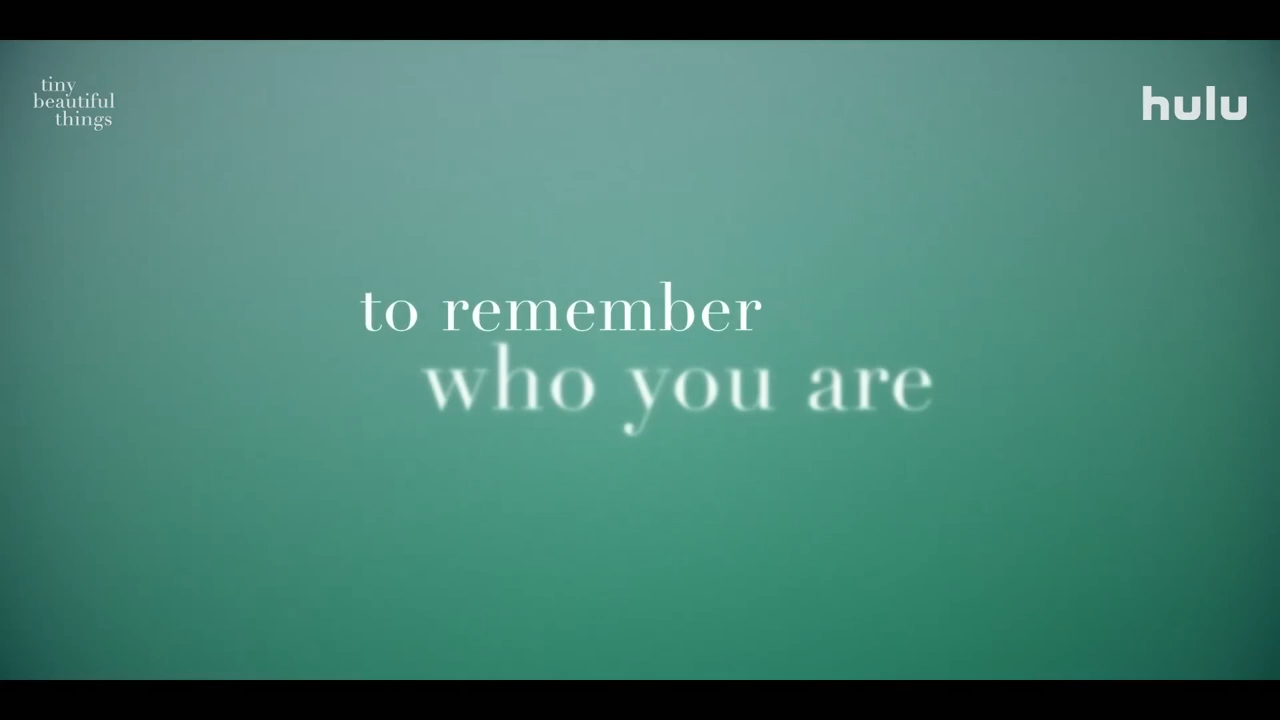 tiny
beautiful
things
hulu
to remember
who you are